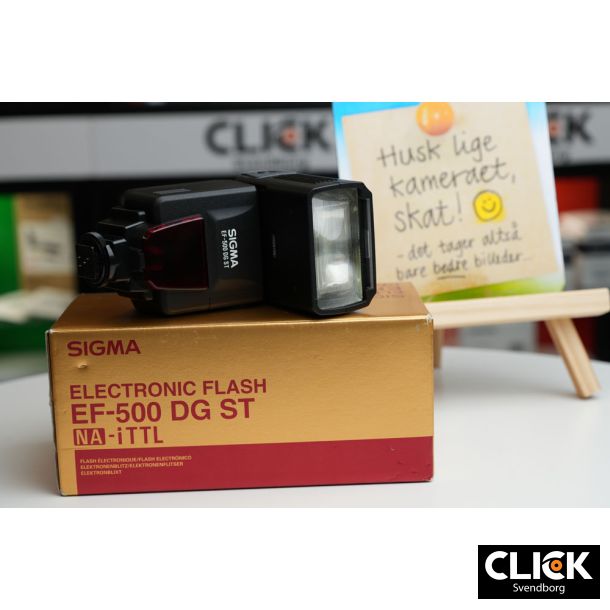 CLICK
Svendborg
Husk lige
kameraet,
skat!
- det tager altså
bare bedre billeder...
SIGMA
EF-500 DG ST
SIGMA
ELECTRONIC FLASH
EF-500 DG ST
NA-iTTL
FLASH ÉLECTRONIQUE/FLASH ELECTRÓNICO
ELEKTRONENBLITZ/ELEKTRONENFLITSER
ELEKTRONBLIXT
CLICK
Svendborg